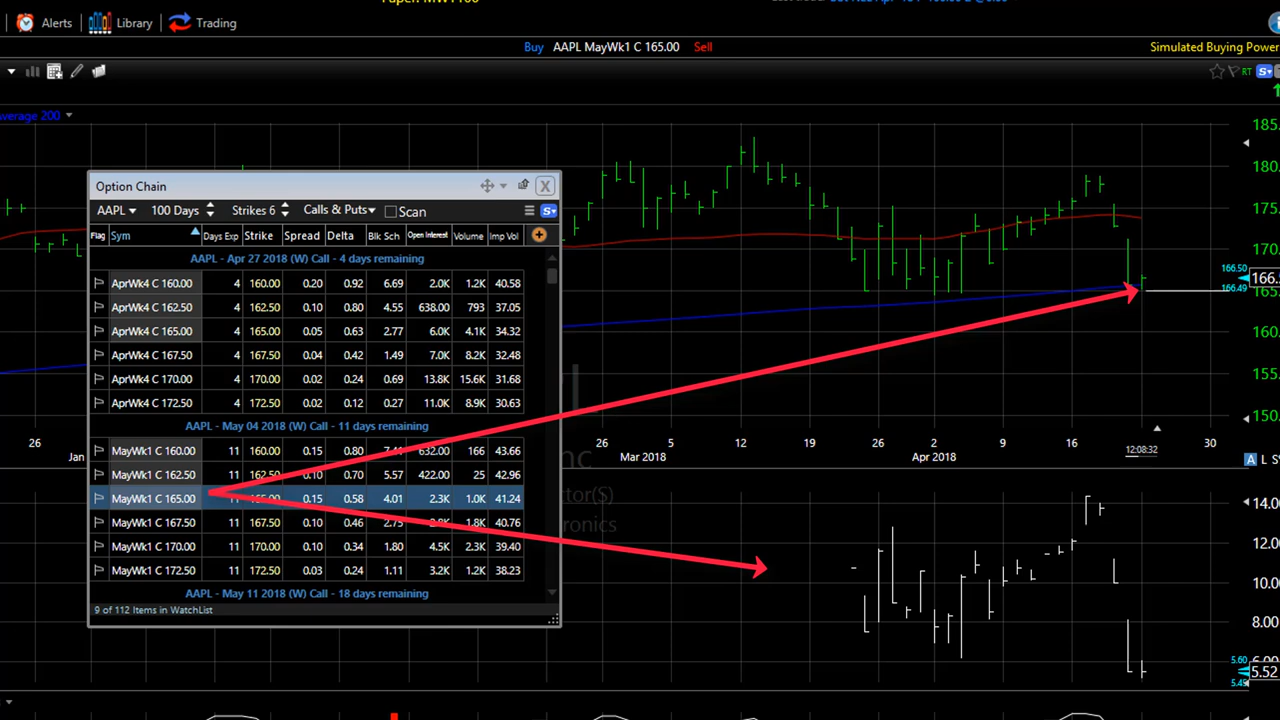 Alerts Library Trading
Buy AAPL MayWk1 C 165.00 Sell Simulated Buying Power
RT S
verage 200
185.
180.
175.
170.
166.50
166.
166.49
165.
160.
155.
150.
Option Chain X
AAPL 100 Days Strikes 6 Calls & Puts Scan S
Flag Sym Days Exp Strike Spread Delta Blk Sch Open Interest Volume Imp Vol
AAPL - Apr 27 2018 (W) Call - 4 days remaining
AprWk4 C 160.00 4 160.00 0.20 0.92 6.69 2.0K 1.2K 40.58
AprWk4 C 162.50 4 162.50 0.10 0.80 4.55 638.00 793 37.05
AprWk4 C 165.00 4 165.00 0.05 0.63 2.77 6.0K 4.1K 34.32
AprWk4 C 167.50 4 167.50 0.04 0.42 1.49 7.0K 8.2K 32.48
AprWk4 C 170.00 4 170.00 0.02 0.24 0.69 13.8K 15.6K 31.68
AprWk4 C 172.50 4 172.50 0.02 0.12 0.27 11.0K 8.9K 30.63
AAPL - May 04 2018 (W) Call - 11 days remaining
MayWk1 C 160.00 11 160.00 0.15 0.80 632.00 166 43.66
MayWk1 C 162.50 11 162.50 0.10 0.70 5.57 422.00 25 42.96
MayWk1 C 165.00 11 165.00 0.15 0.58 4.01 2.3K 1.0K 41.24
MayWk1 C 167.50 11 167.50 0.10 0.46 1.8K 40.76
MayWk1 C 170.00 11 170.00 0.10 0.34 1.80 4.5K 2.3K 39.40
MayWk1 C 172.50 11 172.50 0.03 0.24 1.11 3.2K 1.2K 38.23
AAPL - May 11 2018 (W) Call - 18 days remaining
9 of 112 Items in WatchList
26 26 5 12 19 26 2 9 16 30
Jan Mar 2018 Apr 2018 12:08:32
A L S
nc
ctor(S)
ronics
14.0
12.0
10.0
8.00
5.60
6.00
5.52